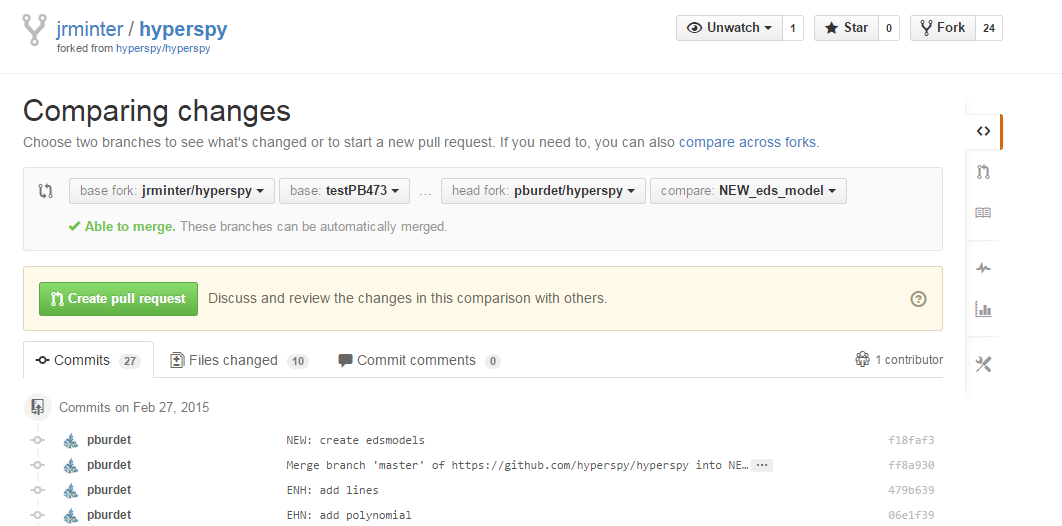 jrminter / hyperspy
forked from hyperspy/hyperspy
Unwatch 1 Star 0 Fork 24
Comparing changes
Choose two branches to see what's changed or to start a new pull request. If you need to, you can also compare across forks.
base fork: jrminter/hyperspy base: testPB473 ... head fork: pburdet/hyperspy compare: NEW_eds_model
Able to merge. These branches can be automatically merged.
Create pull request Discuss and review the changes in this comparison with others. ?
Commits 27 Files changed 10 Commit comments 0 1 contributor
Commits on Feb 27, 2015
pburdet NEW: create edsmodels f18faf3
pburdet Merge branch 'master' of https://github.com/hyperspy/hyperspy into NE… … ff8a930
pburdet ENH: add lines 479b639
pburdet EHN: add polynomial 06e1f39